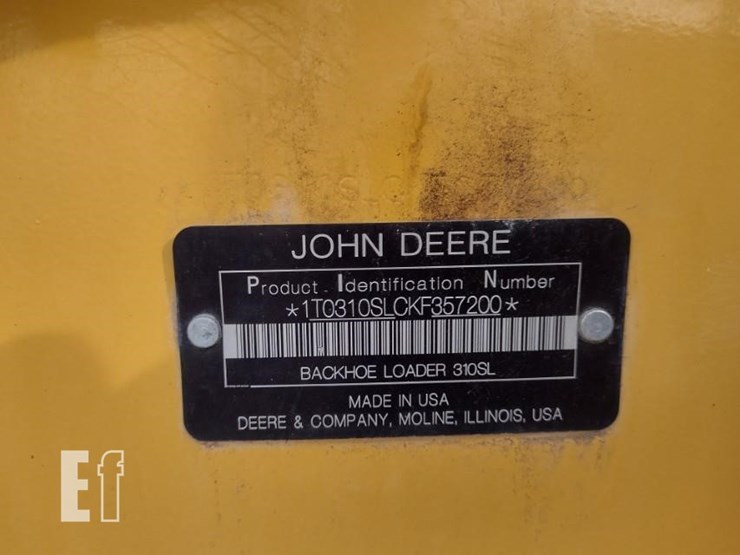 JOHN DEERE
Product Identification Number
*1T0310SLCKF357200*
BACKHOE LOADER 310SL
MADE IN USA
DEERE & COMPANY, MOLINE, ILLINOIS, USA
Ef